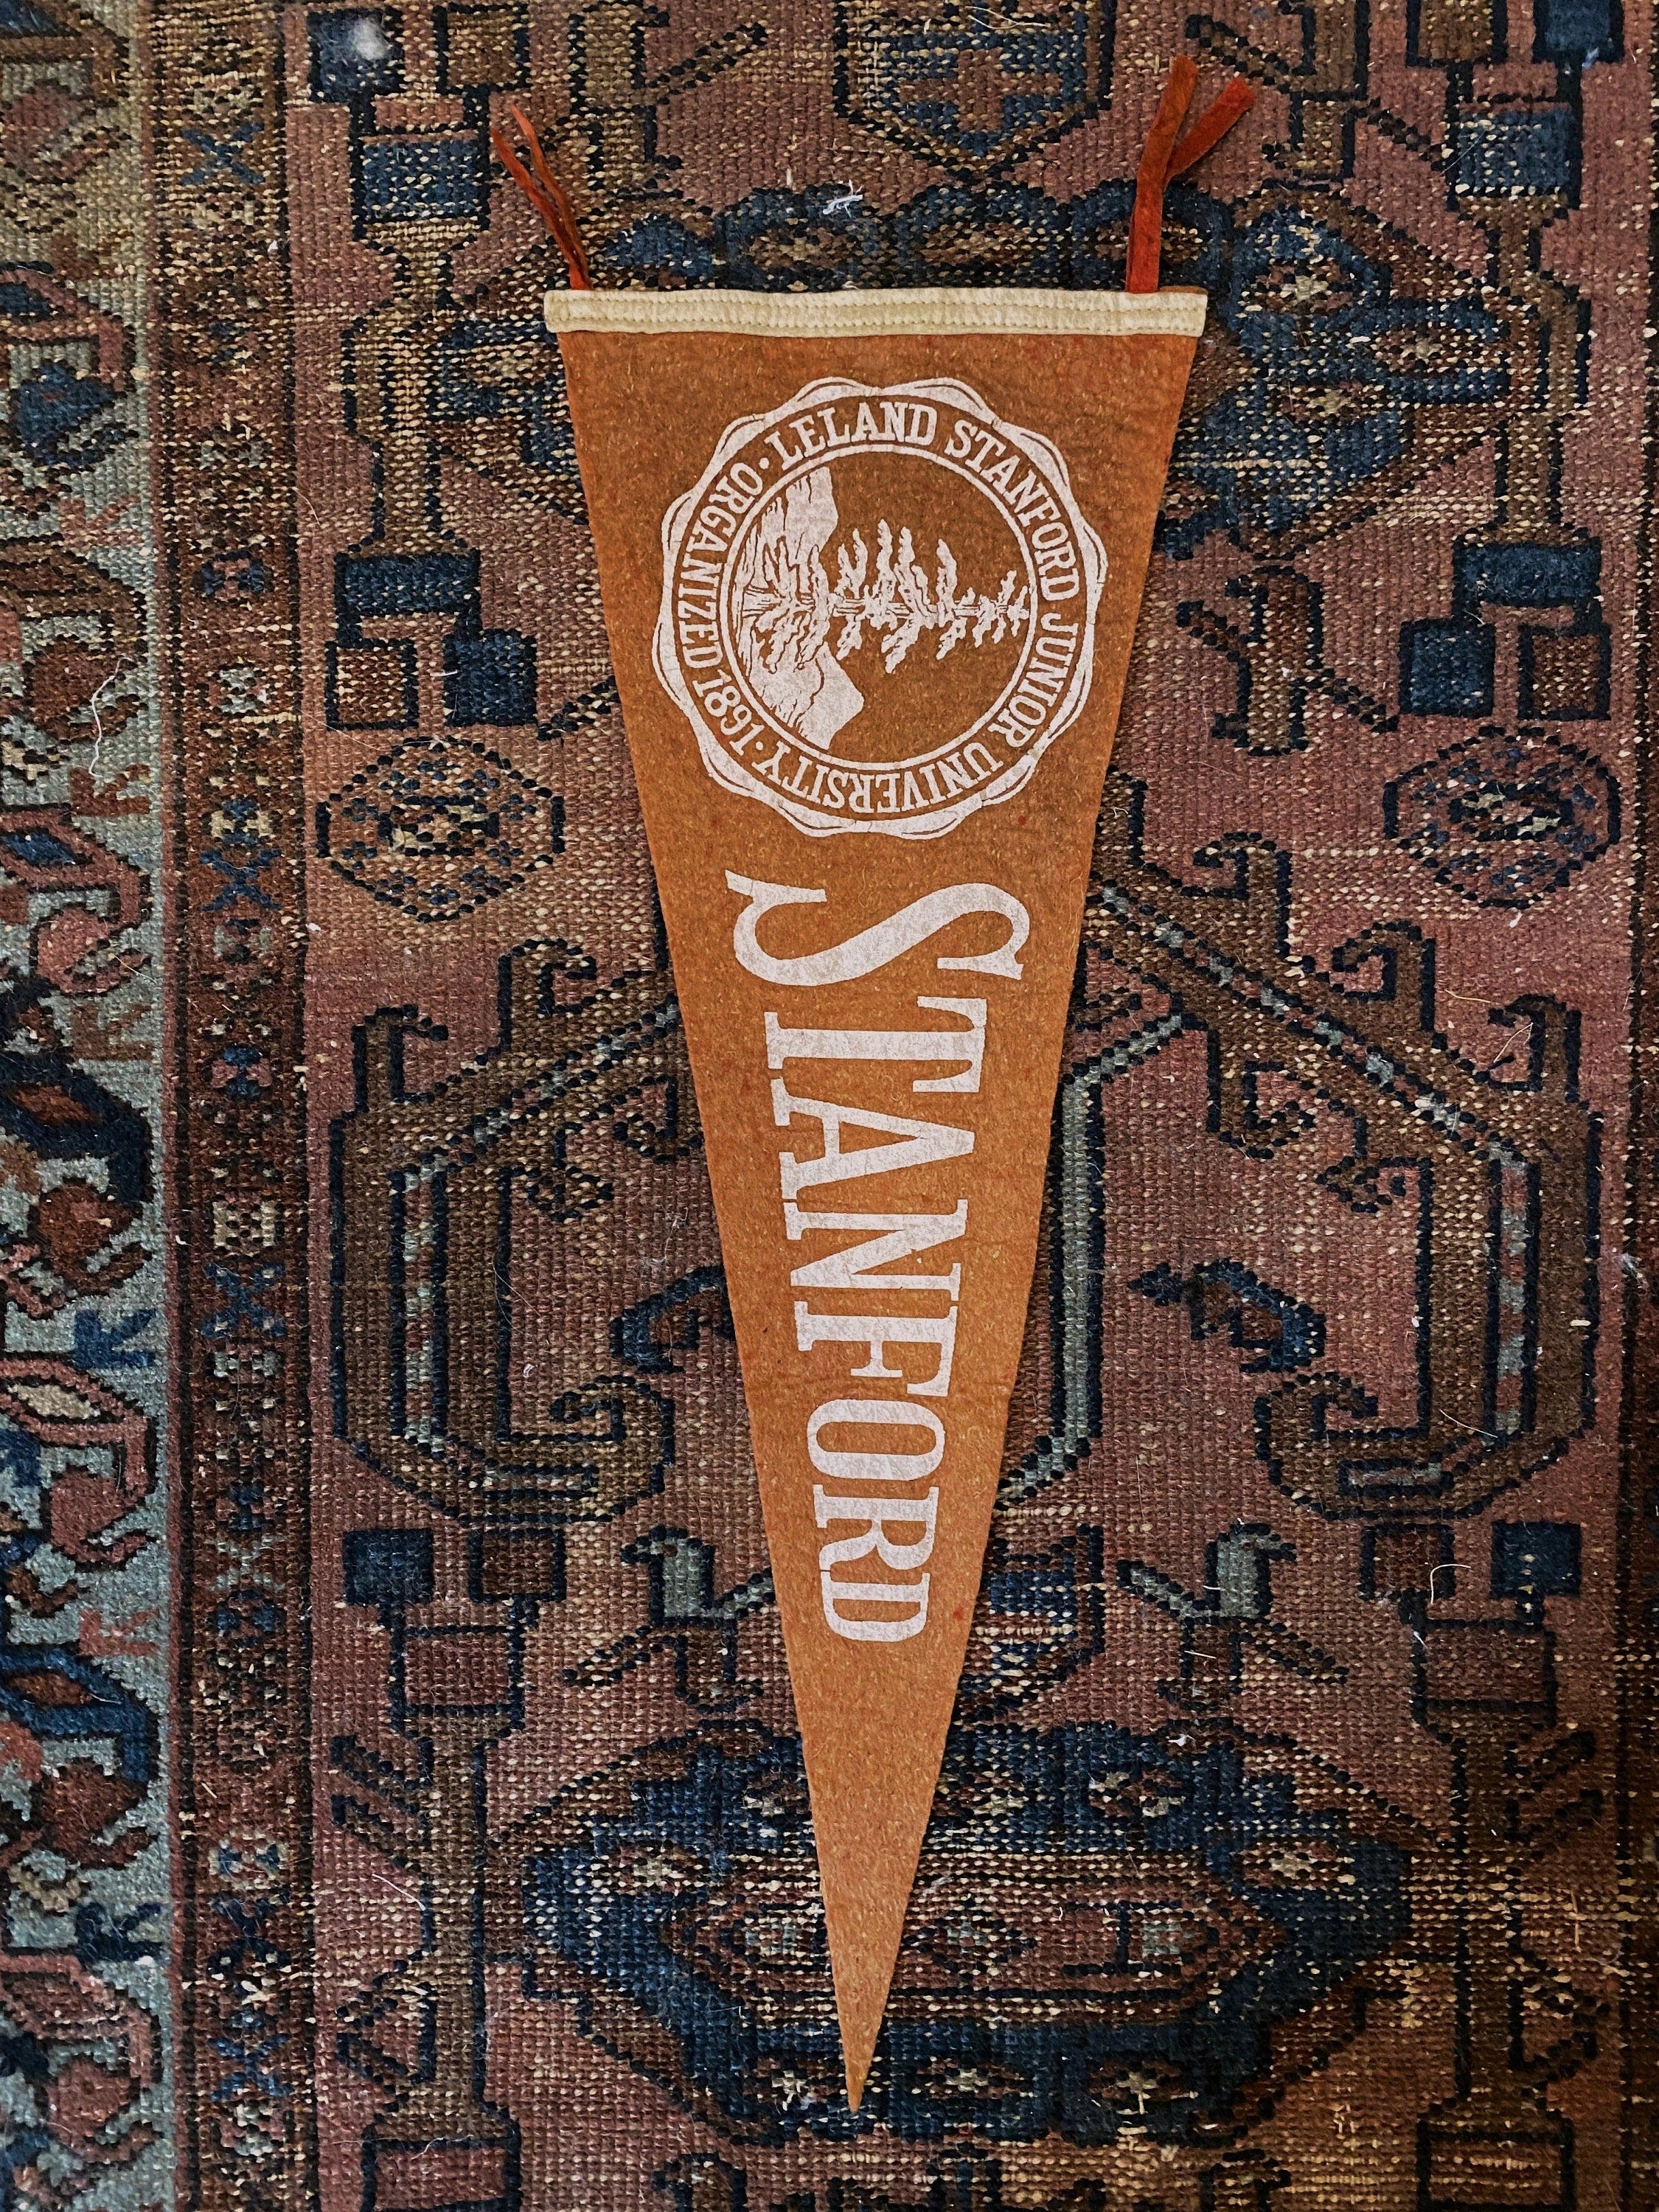 LELAND STANFORD JUNIOR UNIVERSITY
· ORGANIZED 1891 ·
STANFORD